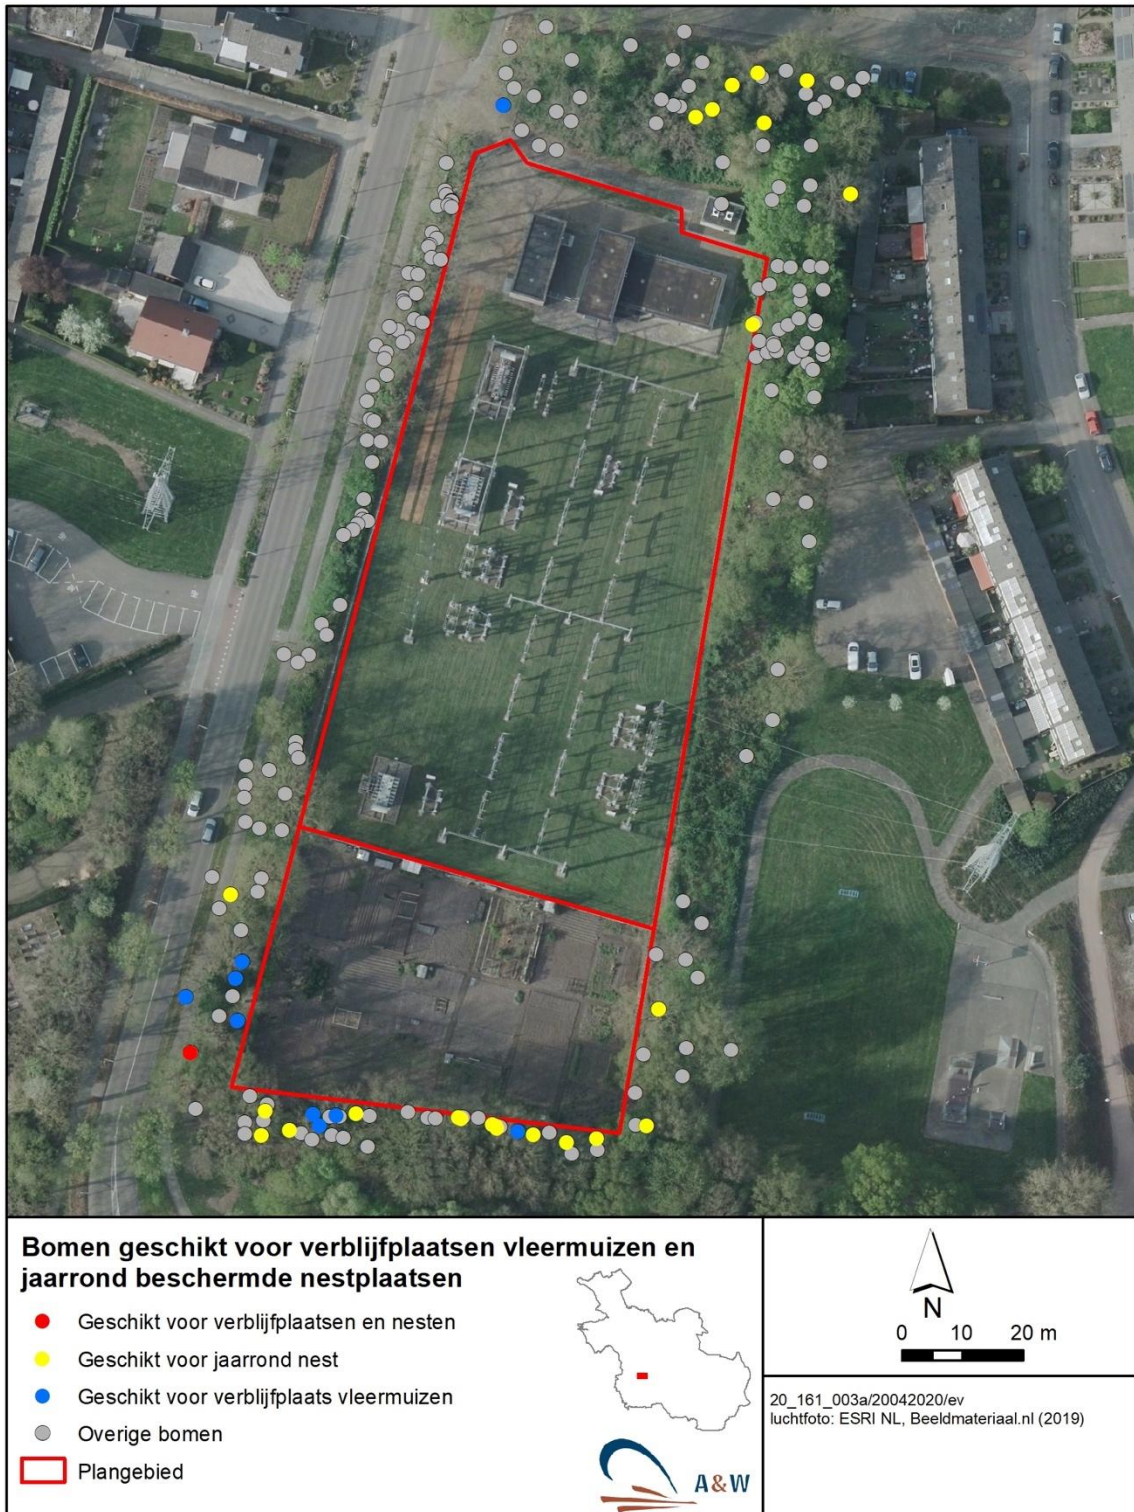 Bomen geschikt voor verblijfplaatsen vleermuizen en
jaarrond beschermde nestplaatsen
Geschikt voor verblijfplaatsen en nesten
Geschikt voor jaarrond nest
Geschikt voor verblijfplaats vleermuizen
Overige bomen
Plangebied
A&W
N
0 10 20 m
20_161_003a/20042020/ev
luchtfoto: ESRI NL, Beeldmateriaal.nl (2019)